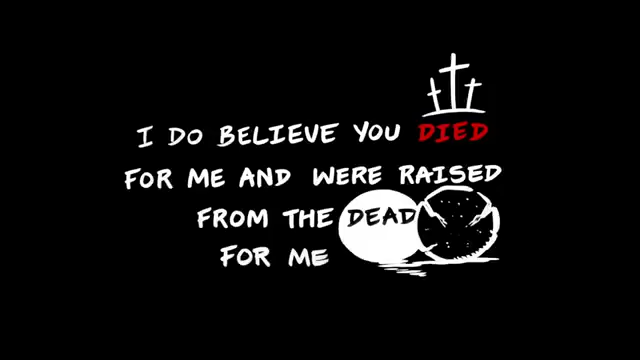 I DO BELIEVE YOU DIED
FOR ME AND WERE RAISED
FROM THE DEAD
FOR ME